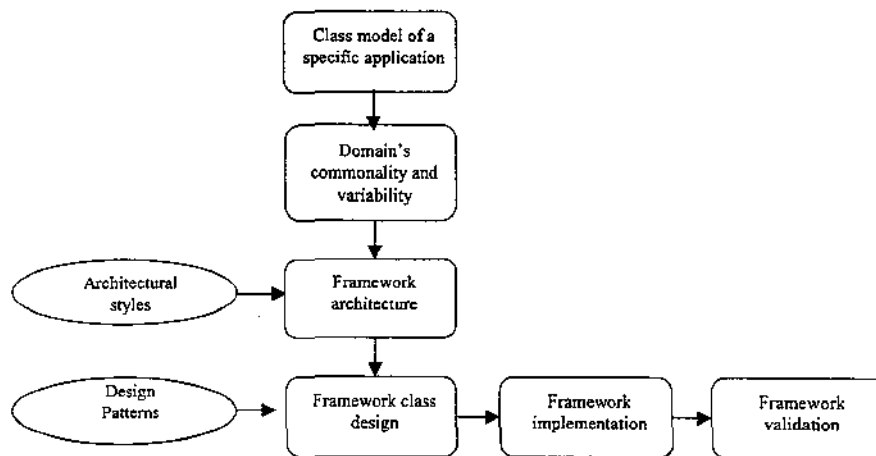 Class model of a
specific application
Domain's
commonality and
variability
Architectural
styles
Framework
architecture
Design
Patterns
Framework class
design
Framework
implementation
Framework
validation